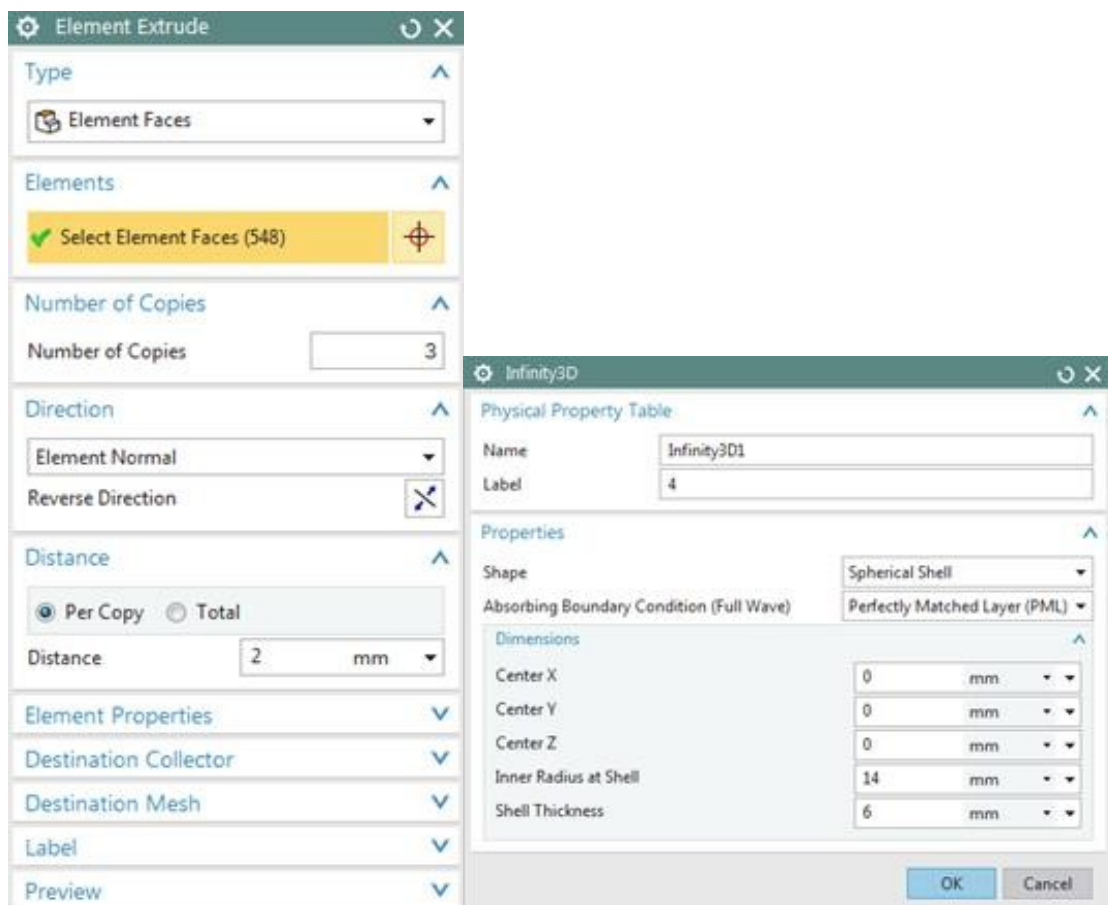 Element Extrude
Type
Element Faces
Elements
Select Element Faces (548)
Number of Copies
Number of Copies 3
Direction
Element Normal
Reverse Direction
Distance
Per Copy Total
Distance 2 mm
Element Properties
Destination Collector
Destination Mesh
Label
Preview
Infinity3D
Physical Property Table
Name Infinity3D1
Label 4
Properties
Shape Spherical Shell
Absorbing Boundary Condition (Full Wave) Perfectly Matched Layer (PML)
Dimensions
Center X 0 mm
Center Y 0 mm
Center Z 0 mm
Inner Radius at Shell 14 mm
Shell Thickness 6 mm
OK Cancel